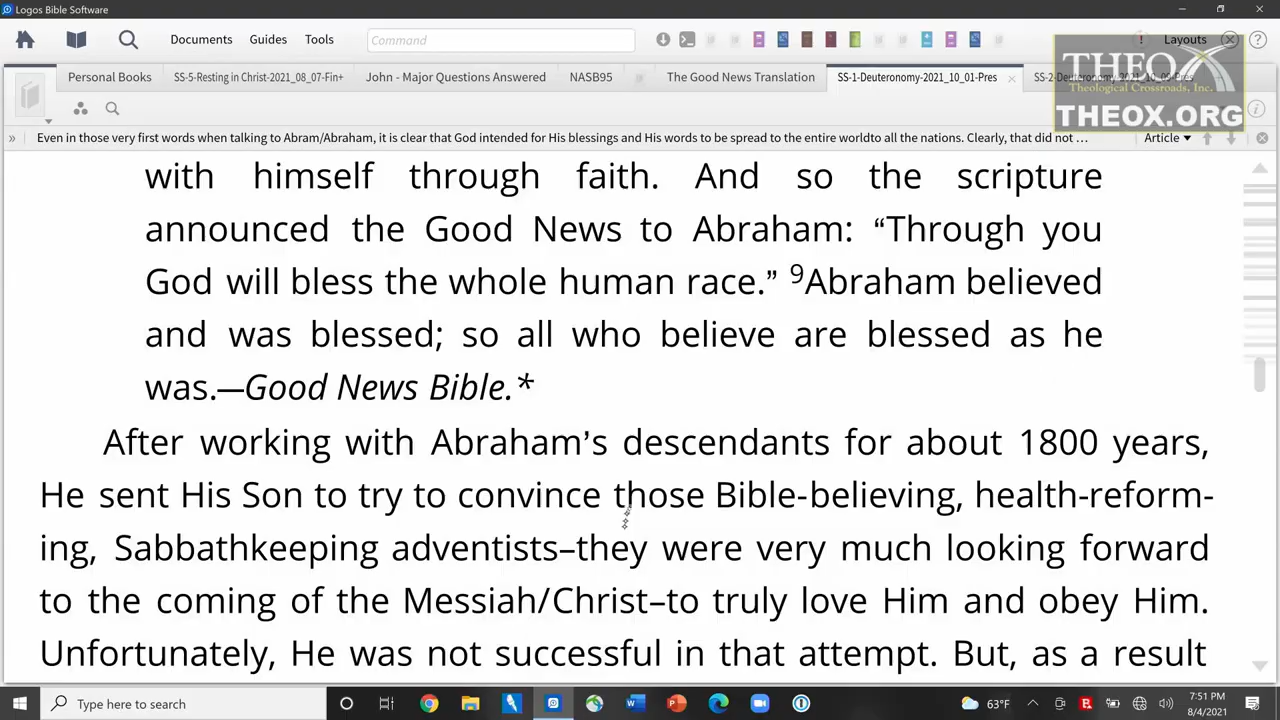 Logos Bible Software
Documents Guides Tools Command Layouts
Personal Books SS-5-Resting in Christ-2021_08_07-Fin+ John - Major Questions Answered NASB95 The Good News Translation SS-1-Deuteronomy-2021_10_01-Pres
THEOX
Theological Crossroads, Inc.
THEOX.ORG
Even in those very first words when talking to Abram/Abraham, it is clear that God intended for His blessings and His words to be spread to the entire worldto all the nations. Clearly, that did not … Article
with himself through faith. And so the scripture
announced the Good News to Abraham: “Through you
God will bless the whole human race.” 9Abraham believed
and was blessed; so all who believe are blessed as he
was.—Good News Bible.*
After working with Abraham’s descendants for about 1800 years,
He sent His Son to try to convince those Bible-believing, health-reform-
ing, Sabbathkeeping adventists–they were very much looking forward
to the coming of the Messiah/Christ–to truly love Him and obey Him.
Unfortunately, He was not successful in that attempt. But, as a result
Type here to search
63°F
7:51 PM
8/4/2021